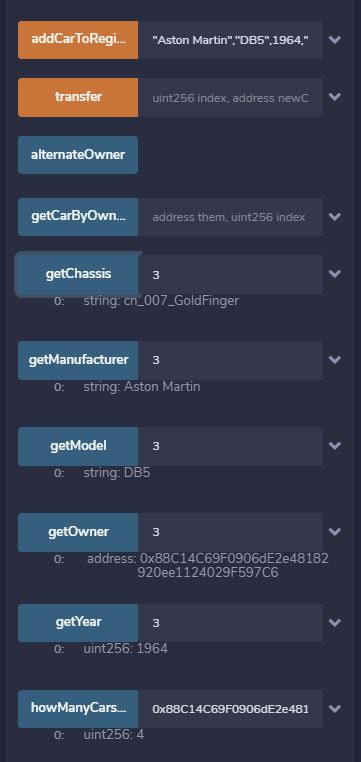 addCarToRegi... "Aston Martin","DB5",1964,"
transfer uint256 index, address newC
alternateOwner
getCarByOwn... address them, uint256 index
getChassis 3
0: string: cn_007_GoldFinger
getManufacturer 3
0: string: Aston Martin
getModel 3
0: string: DB5
getOwner 3
0: address: 0x88C14C69F0906dE2e48182
920ee1124029F597C6
getYear 3
0: uint256: 1964
howManyCars... 0x88C14C69F0906dE2e481
0: uint256: 4